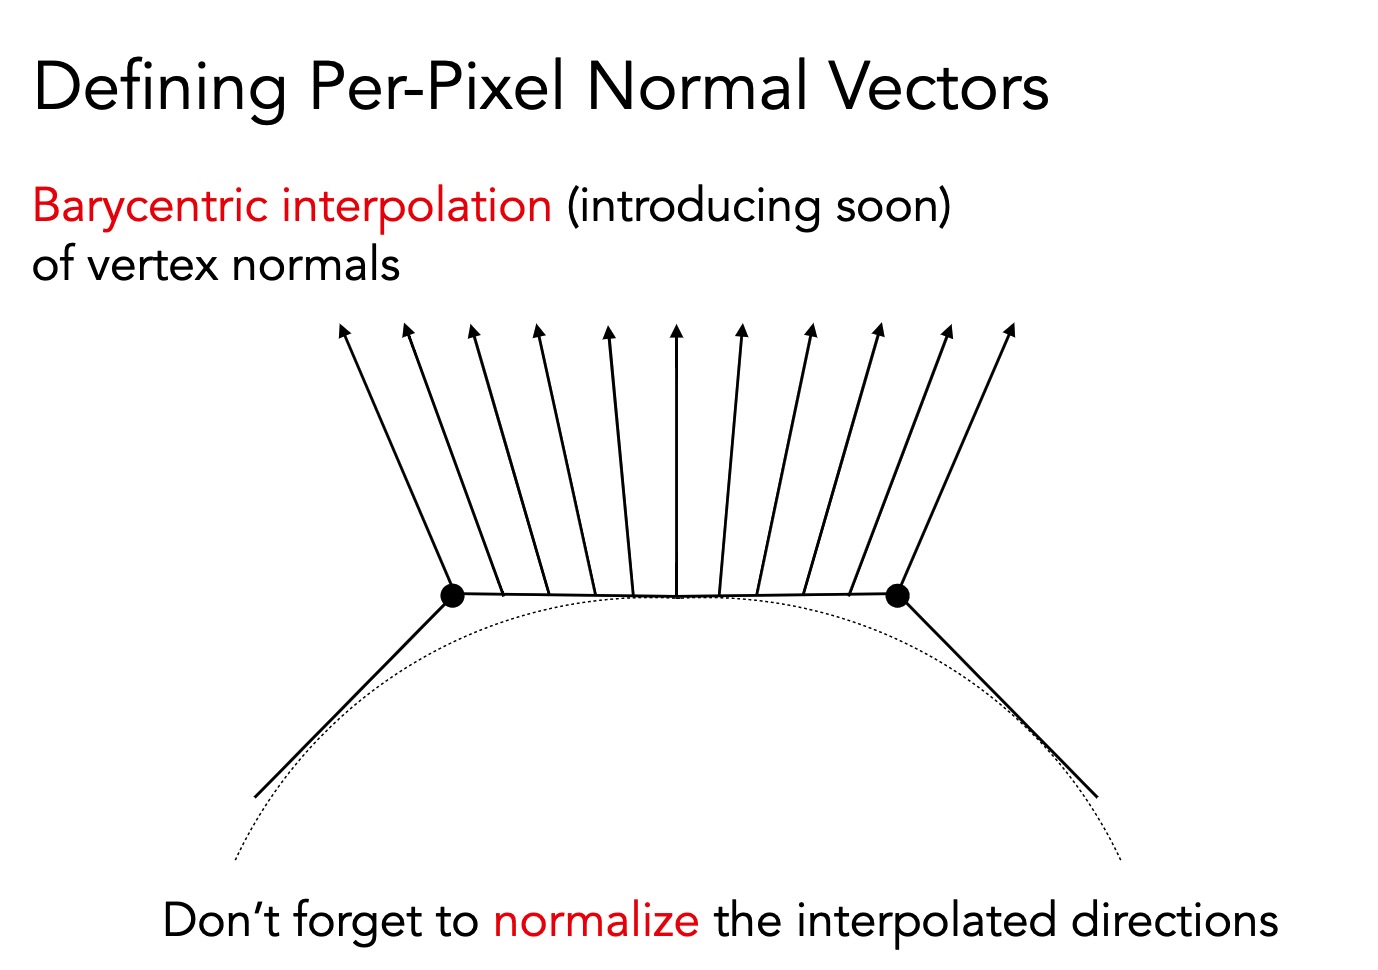 Defining Per-Pixel Normal Vectors
Barycentric interpolation (introducing soon)
of vertex normals
Don’t forget to normalize the interpolated directions